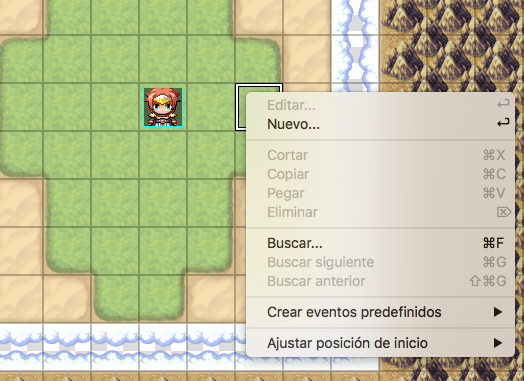 Editar... ↩
Nuevo... ↩
Cortar ⌘X
Copiar ⌘C
Pegar ⌘V
Eliminar ⌦
Buscar... ⌘F
Buscar siguiente ⌘G
Buscar anterior ⇧⌘G
Crear eventos predefinidos ▶
Ajustar posición de inicio ▶